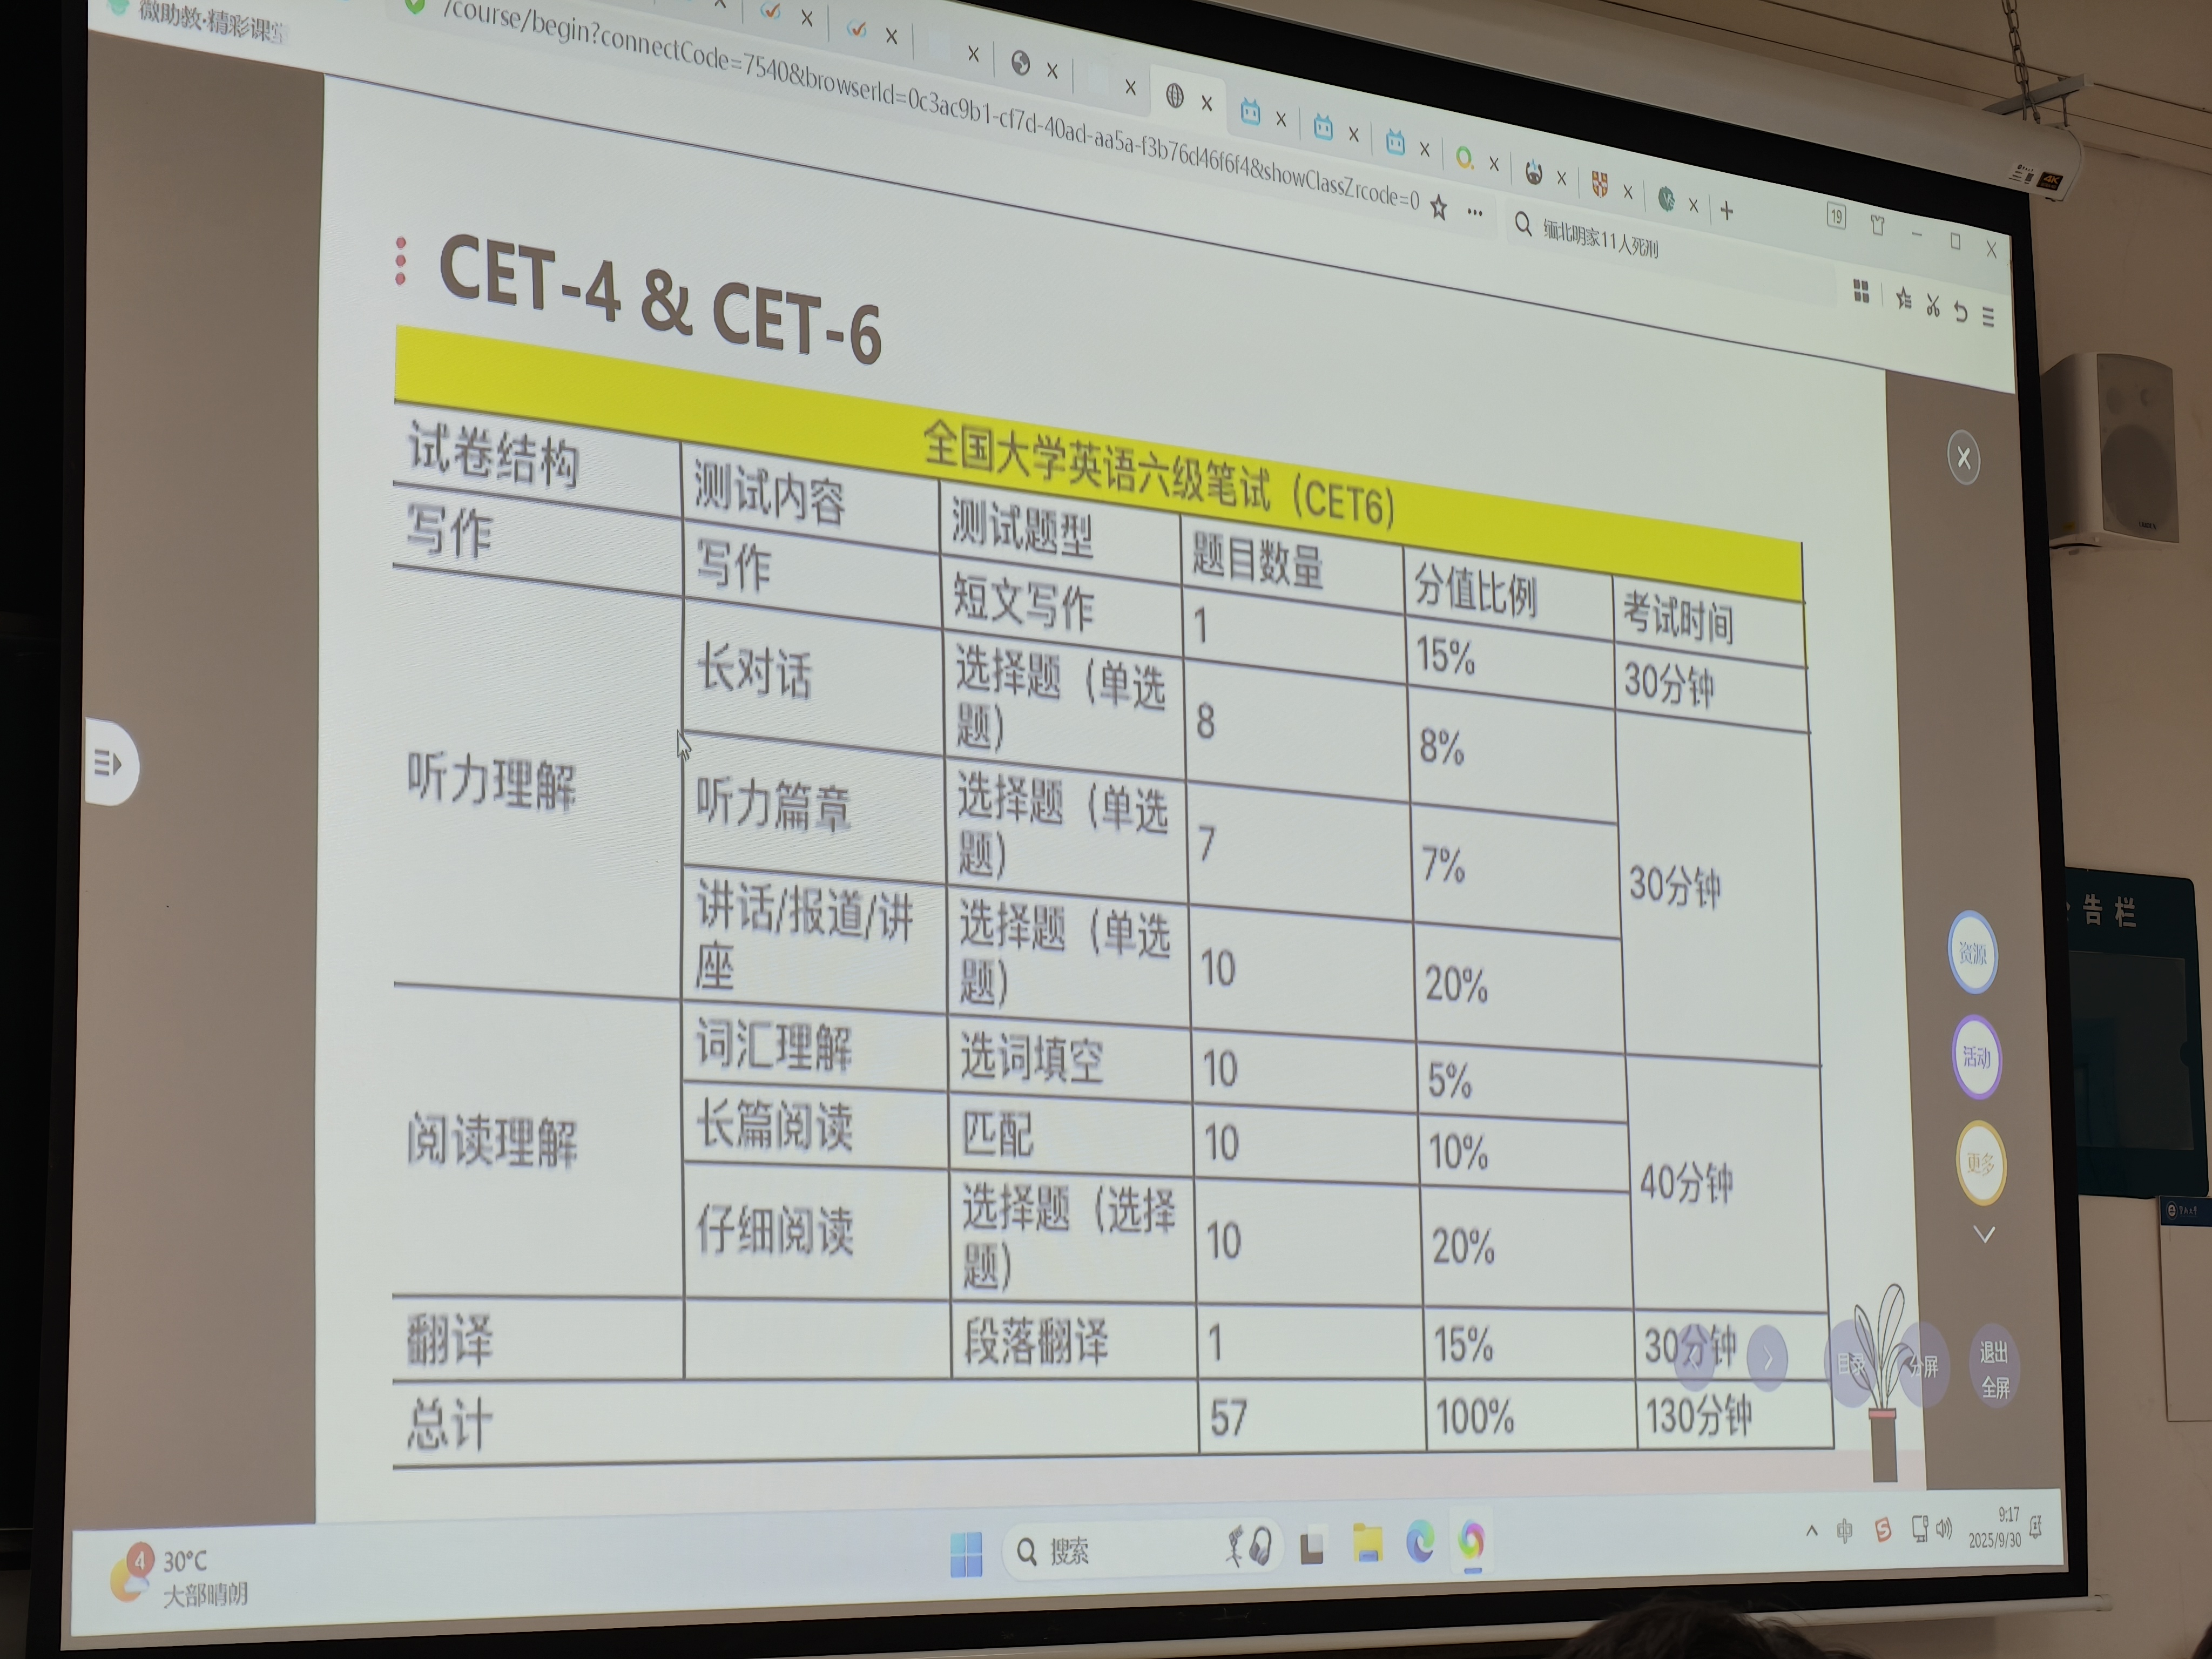 微助教·精彩课堂
/course/begin?connectCode=7540&browserId=0c3ac9b1-cf7d-40ad-aa5a-f3b76d46f6f4&showClassZrcode=0
缅北明家11人死刑
19
4K
CET-4 & CET-6
全国大学英语六级笔试（CET6）
试卷结构 测试内容 测试题型 题目数量 分值比例 考试时间
写作 写作 短文写作 1 15% 30分钟
听力理解 长对话 选择题（单选题） 8 8% 30分钟
听力篇章 选择题（单选题） 7 7%
讲话/报道/讲座 选择题（单选题） 10 20%
阅读理解 词汇理解 选词填空 10 5% 40分钟
长篇阅读 匹配 10 10%
仔细阅读 选择题（选择题） 10 20%
翻译 段落翻译 1 15% 30分钟
总计 57 100% 130分钟
资源
活动
更多
目录
分屏
退出
全屏
告栏
4
30°C
大部晴朗
搜索
中
9:17
2025/9/30